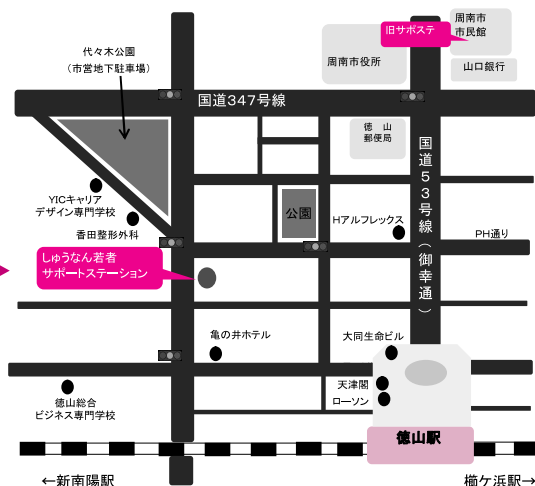 周南市
市民館
旧サポステ
代々木公園
（市営地下駐車場）
周南市役所
山口銀行
国道347号線
徳　山
郵便局
国道５３号線（御幸通）
YICキャリア
デザイン専門学校
公園
Hアルフレックス
香田整形外科
PH通り
しゅうなん若者
サポートステーション
亀の井ホテル
大同生命ビル
天津閣
ローソン
徳山総合
ビジネス専門学校
徳山駅
←新南陽駅
櫛ケ浜駅→